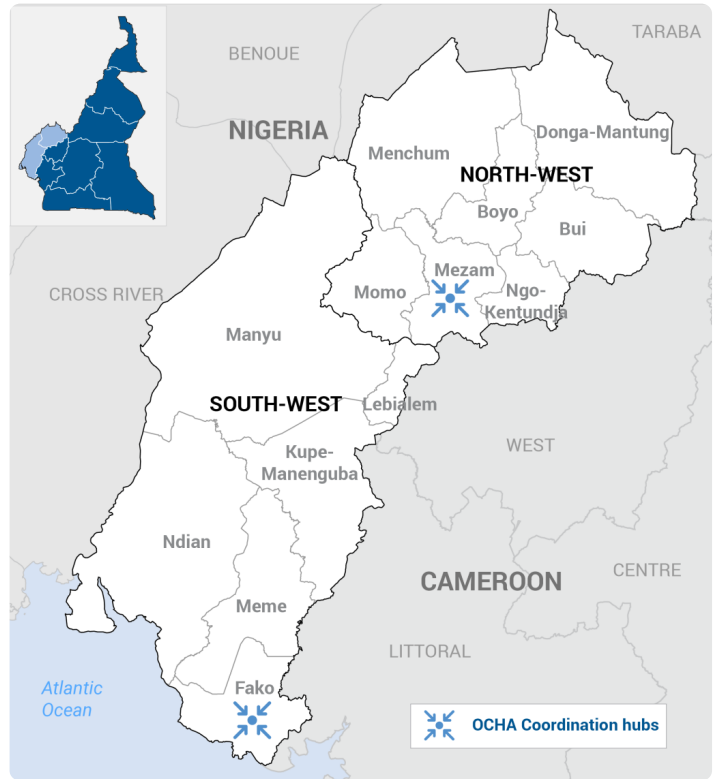 TARABA
BENOUE
NIGERIA
Donga-Mantung
Menchum
NORTH-WEST
Boyo
Bui
Mezam
CROSS RIVER
Momo
Ngo-
Kentundja
Manyu
SOUTH-WEST
Lebialem
WEST
Kupe-
Manenguba
Ndian
CAMEROON
CENTRE
Meme
LITTORAL
Fako
Atlantic
Ocean
OCHA Coordination hubs